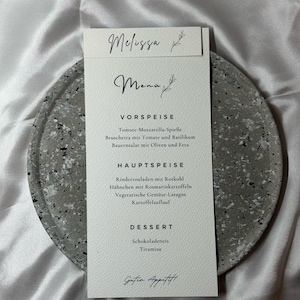 Melissa
Menü
VORSPEISE
Tomate-Mozzarella-Spieße
Bruschetta mit Tomate und Basilikum
Bauernsalat mit Oliven und Feta
HAUPTSPEISE
Rinderrouladen mit Rotkohl
Hähnchen mit Rosmarinkartoffeln
Vegetarische Gemüse-Lasagne
Kartoffelauflauf
DESSERT
Schokoladeneis
Tiramisu
Guten Appetit!